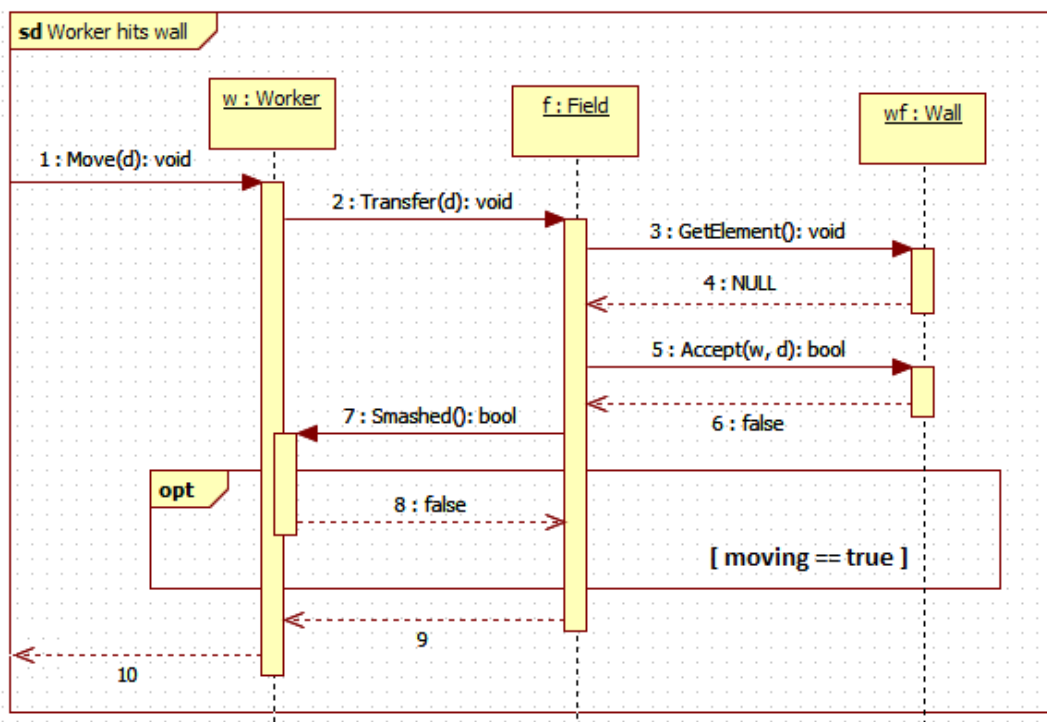 sd Worker hits wall
w : Worker
f : Field
wf : Wall
1 : Move(d): void
2 : Transfer(d): void
3 : GetElement(): void
4 : NULL
5 : Accept(w, d): bool
6 : false
7 : Smashed(): bool
opt
8 : false
[ moving == true ]
9
10